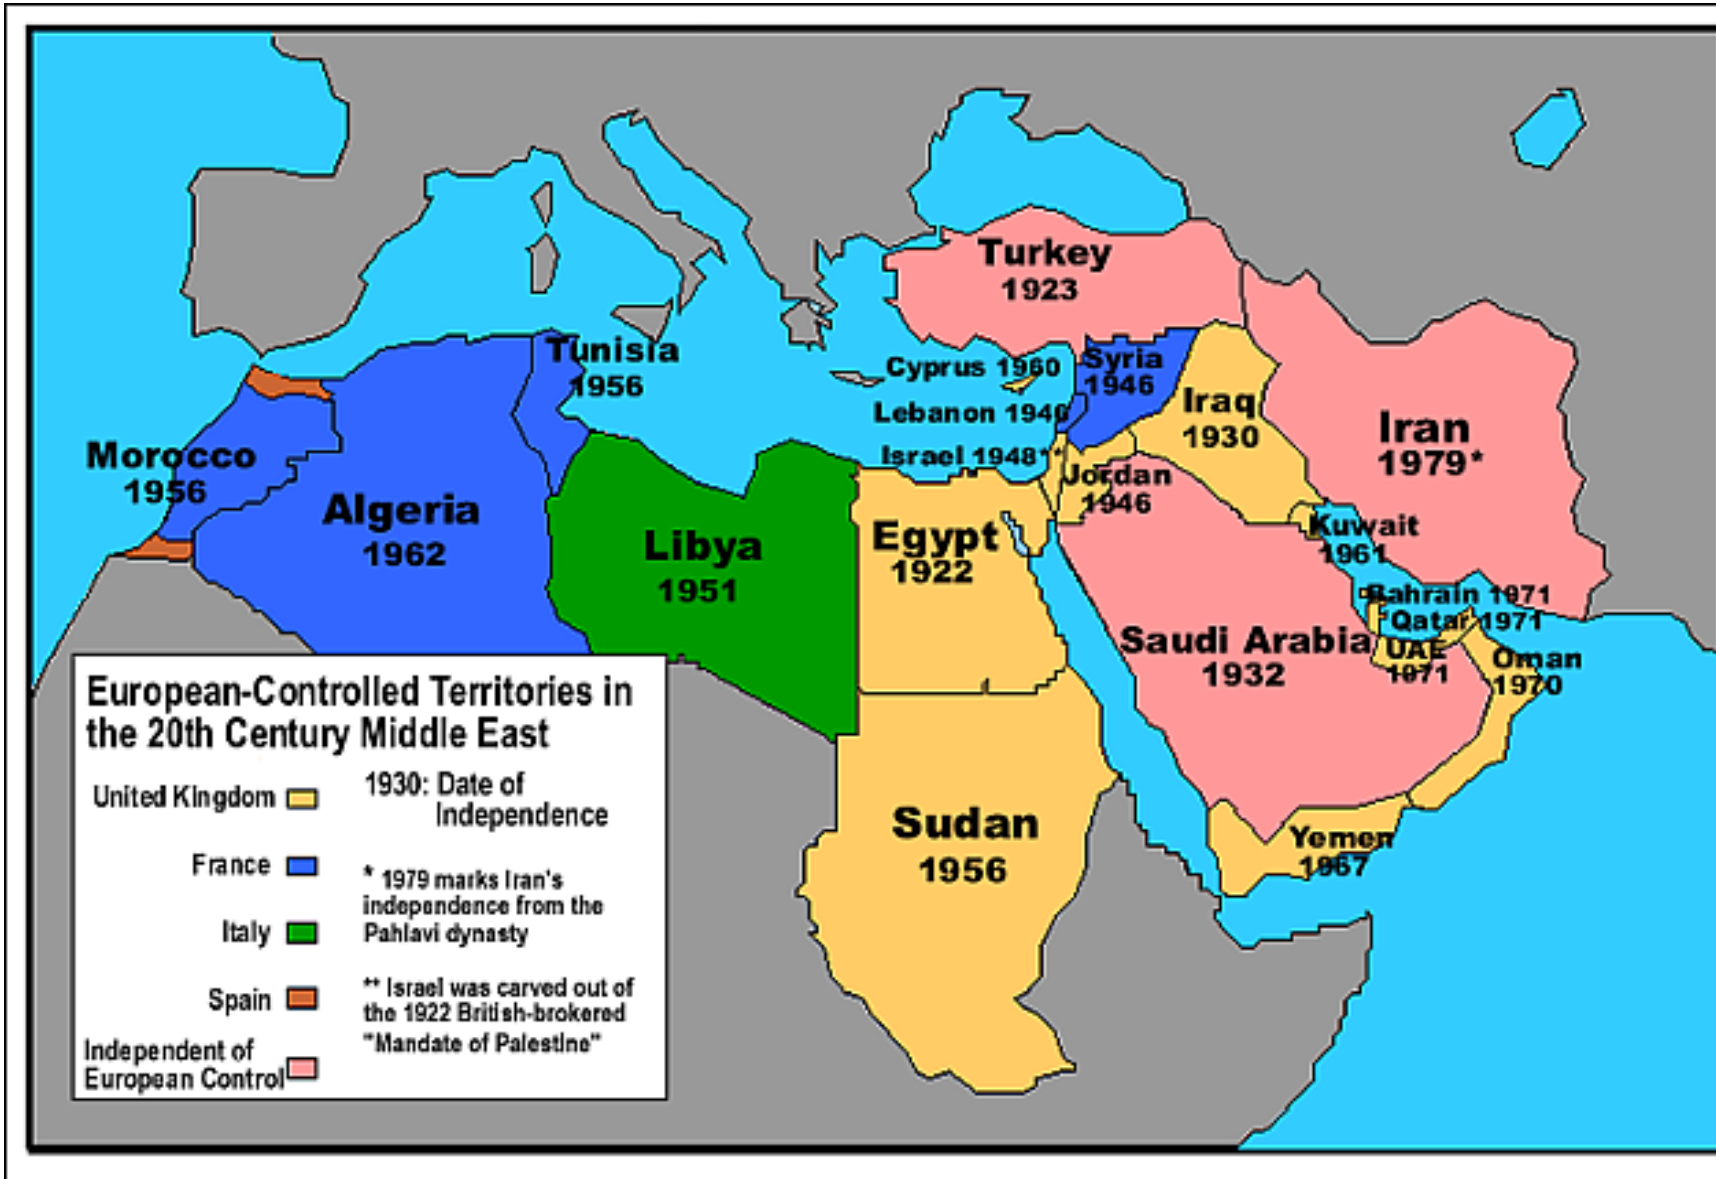 Turkey
1923
Tunisia
1956
Cyprus 1960
Syria
1946
Lebanon 1946
Iraq
1930
Iran
1979*
Morocco
1956
Israel 1948**
Jordan
1946
Algeria
1962
Libya
1951
Egypt
1922
Kuwait
1961
Bahrain 1971
Qatar 1971
Saudi Arabia
1932
UAE
1971
Oman
1970
Sudan
1956
Yemen
1967
European-Controlled Territories in
the 20th Century Middle East
United Kingdom
France
Italy
Spain
Independent of
European Control
1930: Date of
Independence
* 1979 marks Iran's
independence from the
Pahlavi dynasty
** Israel was carved out of
the 1922 British-brokered
"Mandate of Palestine"